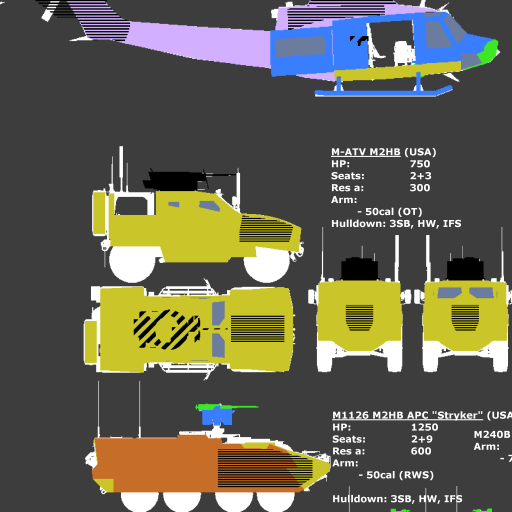 M-ATV M2HB (USA)
HP: 750
Seats: 2+3
Res a: 300
Arm:
- 50cal (OT)
Hulldown: 3SB, HW, IFS
M1126 M2HB APC "Stryker" (USA
HP: 1250
Seats: 2+9
Res a: 600
Arm:
- 50cal (RWS)
Hulldown: 3SB, HW, IFS
M240B
Arm:
- 7